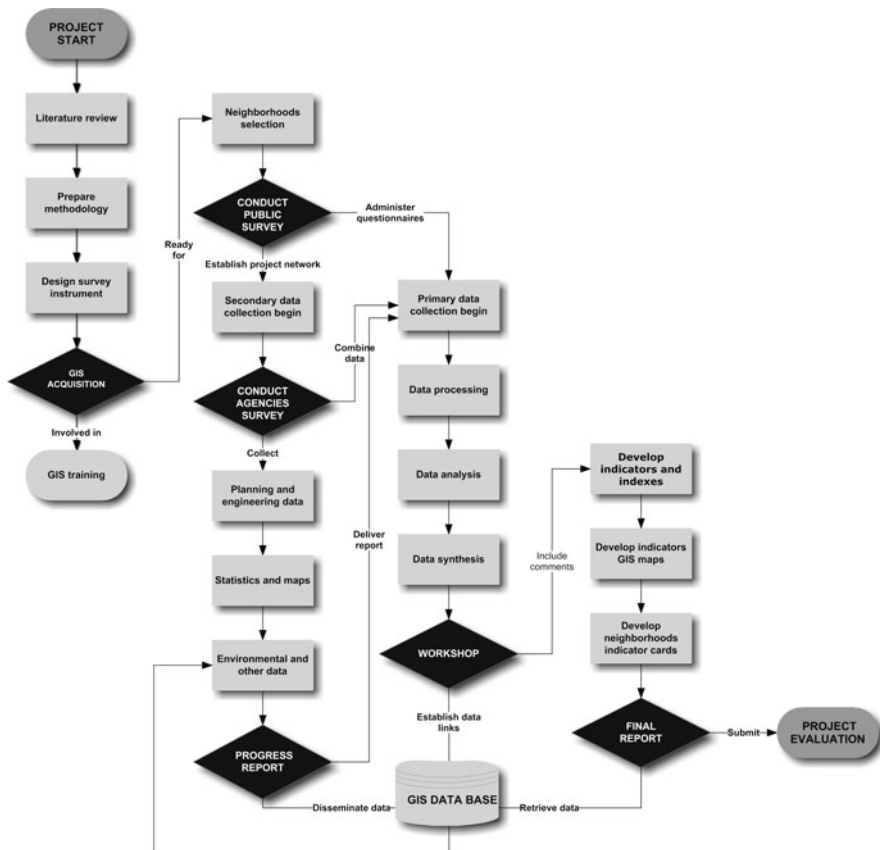 PROJECT
START
Literature review
Prepare
methodology
Design survey
instrument
GIS
ACQUISITION
Involved in
GIS training
Ready
for
Neighborhoods
selection
CONDUCT
PUBLIC
SURVEY
Administer
questionnaires
Establish project network
Secondary data
collection begin
CONDUCT
AGENCIES
SURVEY
Combine
data
Collect
Planning and
engineering data
Statistics and maps
Environmental and
other data
PROGRESS
REPORT
Deliver
report
Disseminate data
Primary data
collection begin
Data processing
Data analysis
Data synthesis
WORKSHOP
Establish data
links
GIS DATA BASE
Include
comments
Develop
indicators and
indexes
Develop indicators
GIS maps
Develop
neighborhoods
indicator cards
FINAL
REPORT
Retrieve data
Submit
PROJECT
EVALUATION